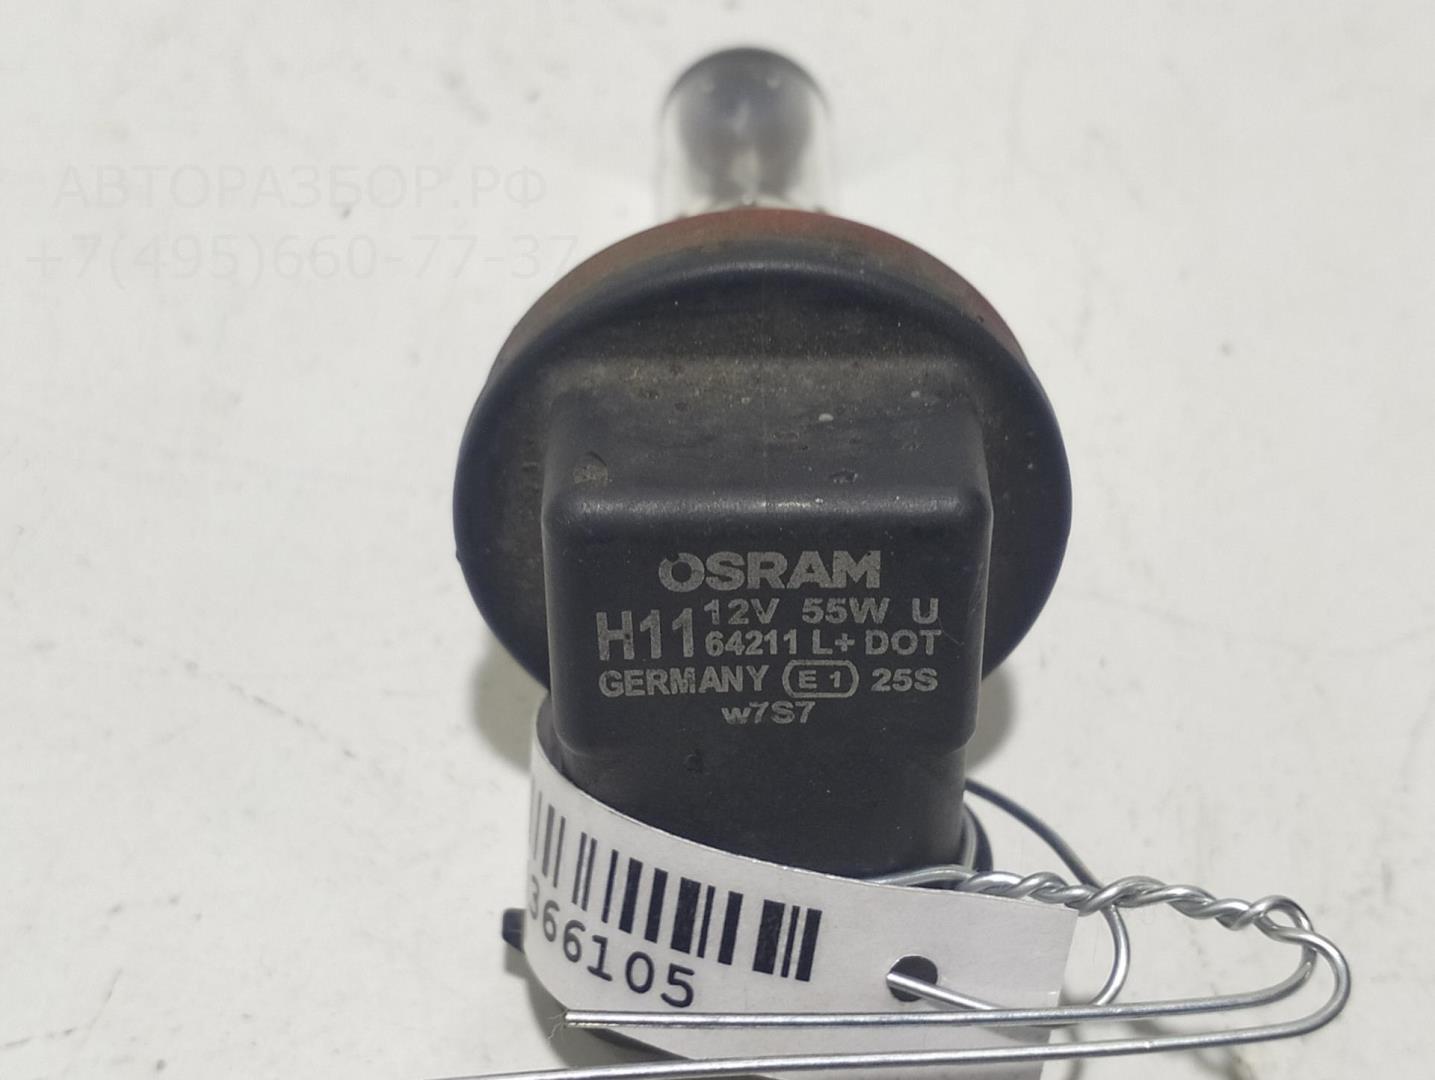 АВТОРАЗБОР.РФ
+7(495)660-77-37
OSRAM
H11 12V 55W U
64211 L+ DOT
GERMANY E1 25S
w7S7
366105